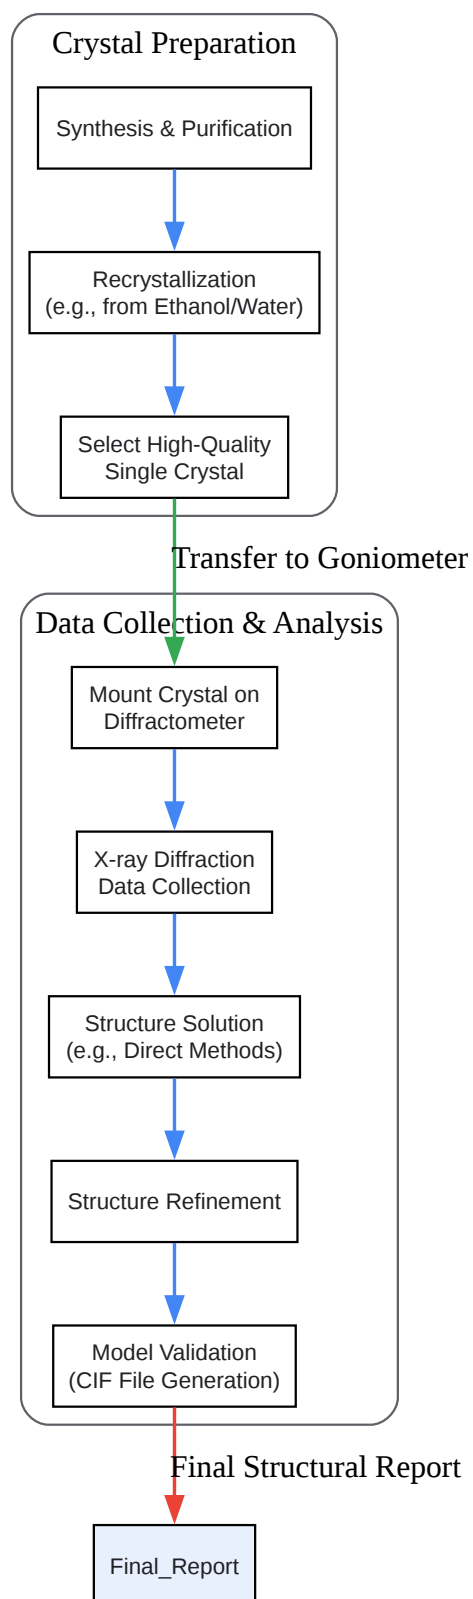 Crystal Preparation
Synthesis & Purification
Recrystallization
(e.g., from Ethanol/Water)
Select High-Quality
Single Crystal
Transfer to Goniometer
Data Collection & Analysis
Mount Crystal on
Diffractometer
X-ray Diffraction
Data Collection
Structure Solution
(e.g., Direct Methods)
Structure Refinement
Model Validation
(CIF File Generation)
Final Structural Report
Final_Report